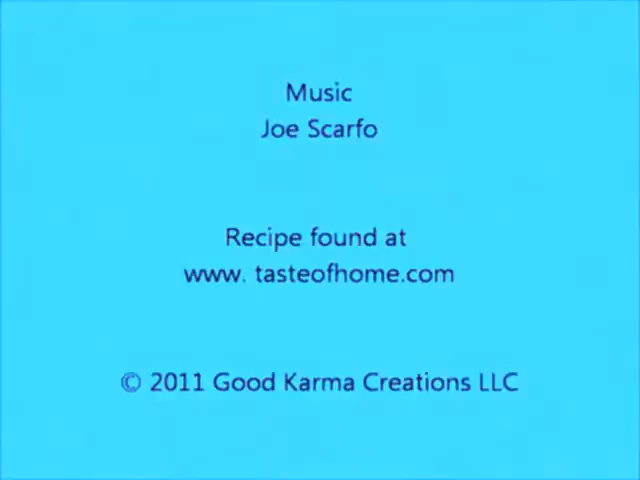 Music
Joe Scarfo
Recipe found at
www. tasteofhome.com
© 2011 Good Karma Creations LLC